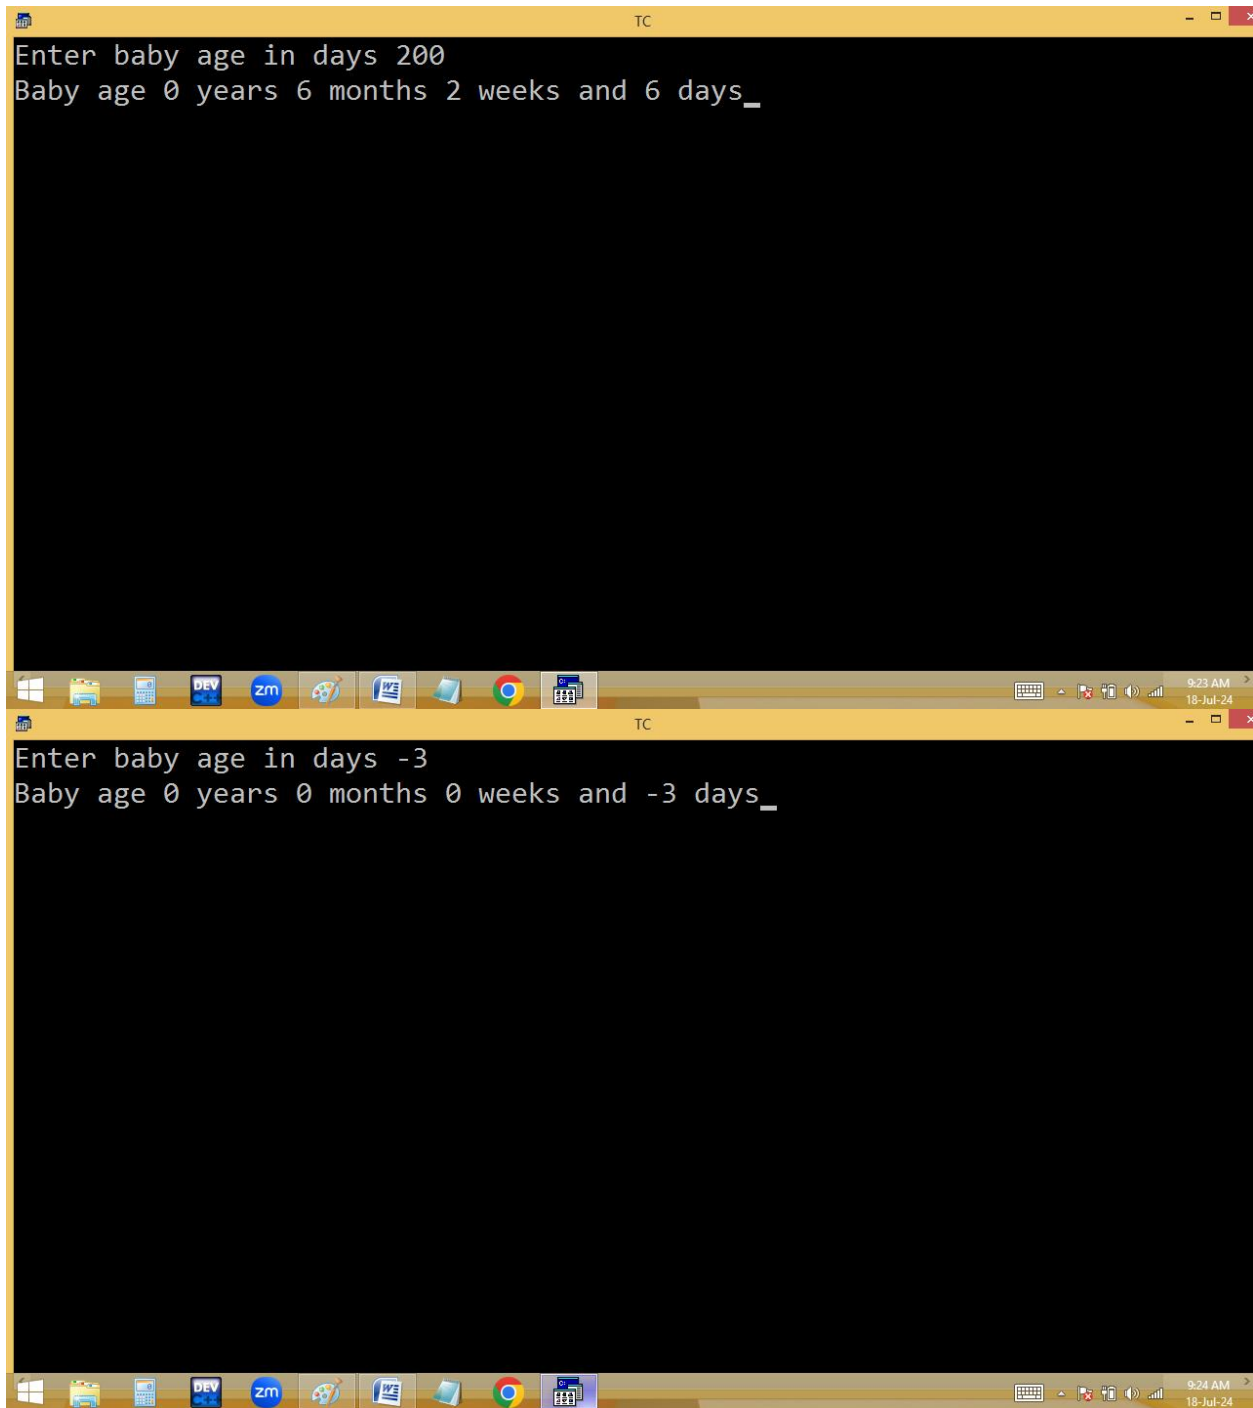 TC
Enter baby age in days 200
Baby age 0 years 6 months 2 weeks and 6 days_
DEV
C++
zm
W
9:23 AM
18-Jul-24
TC
Enter baby age in days -3
Baby age 0 years 0 months 0 weeks and -3 days_
DEV
C++
zm
W
9:24 AM
18-Jul-24